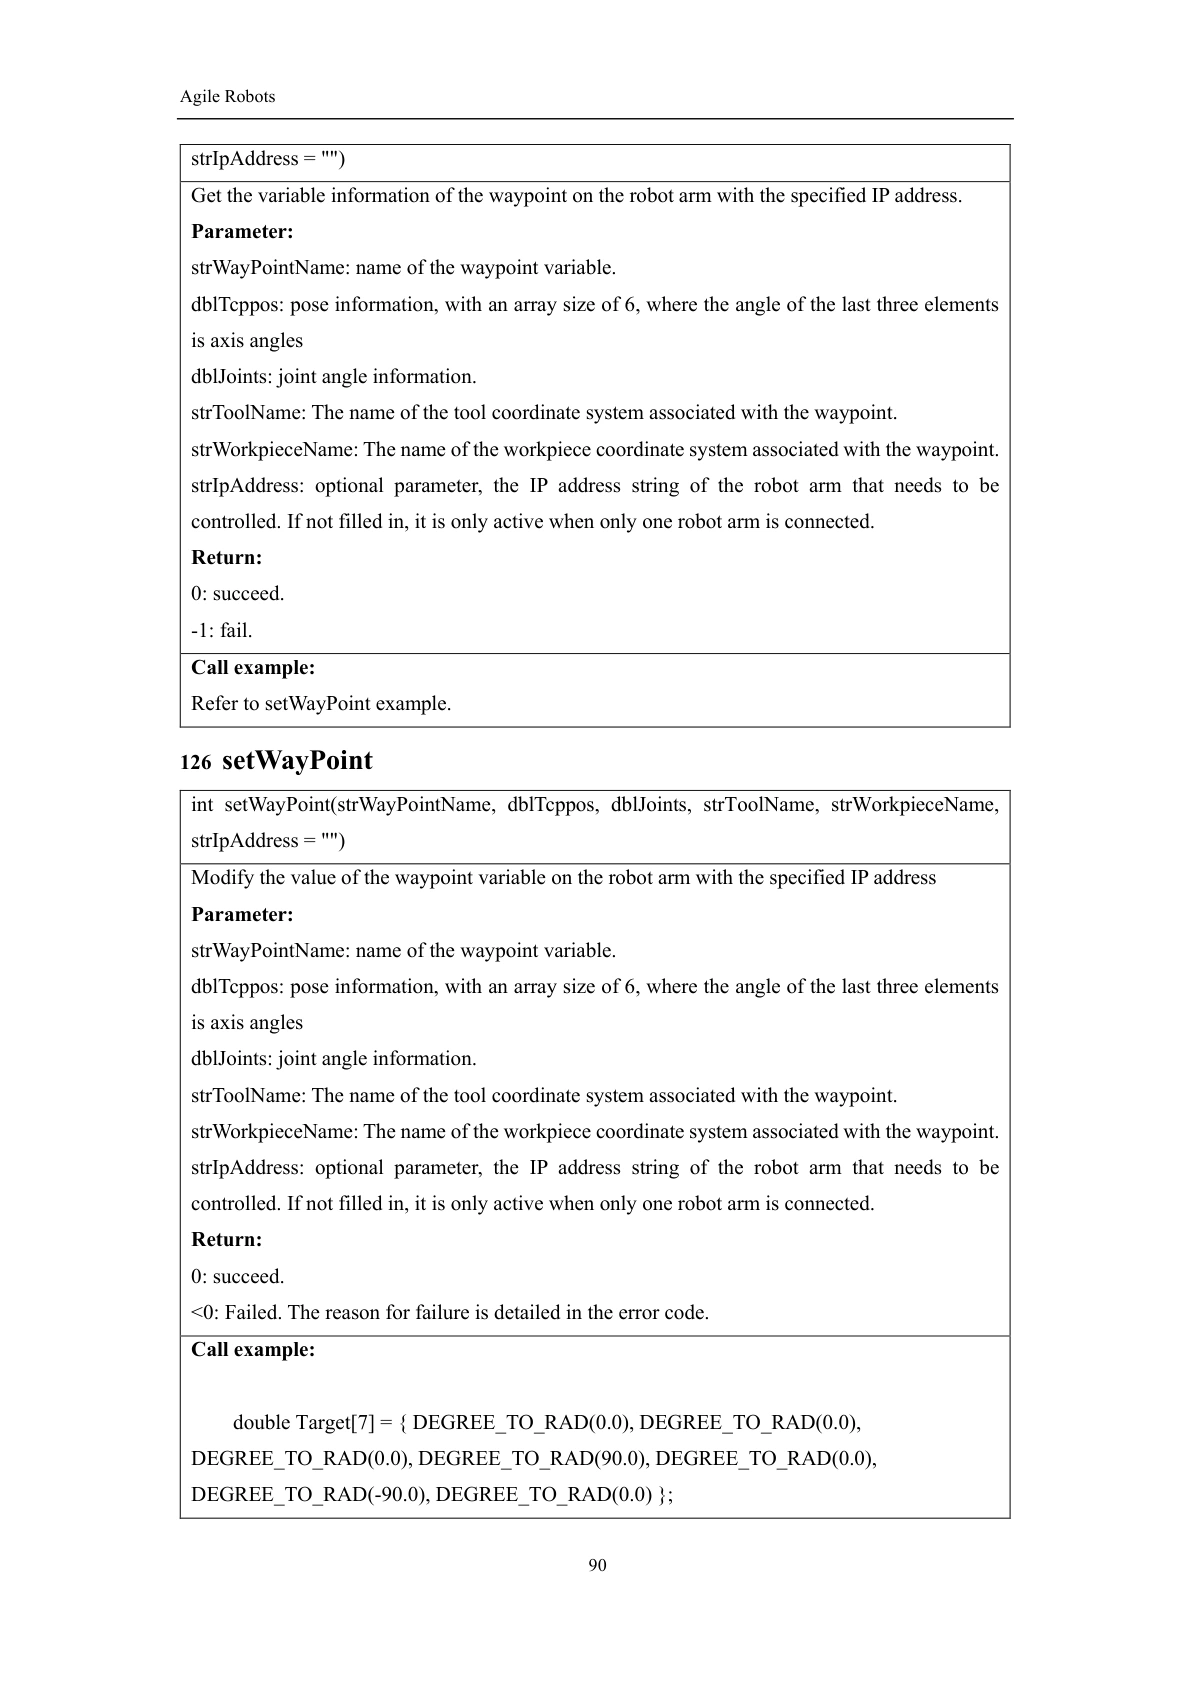 Agile Robots
strIpAddress = "")
Get the variable information of the waypoint on the robot arm with the specified IP address.
Parameter:
strWayPointName: name of the waypoint variable.
dblTcppos: pose information, with an array size of 6, where the angle of the last three elements
is axis angles
dblJoints: joint angle information.
strToolName: The name of the tool coordinate system associated with the waypoint.
strWorkpieceName: The name of the workpiece coordinate system associated with the waypoint.
strIpAddress: optional parameter, the IP address string of the robot arm that needs to be
controlled. If not filled in, it is only active when only one robot arm is connected.
Return:
0: succeed.
-1: fail.
Call example:
Refer to setWayPoint example.
126 setWayPoint
int setWayPoint(strWayPointName, dblTcppos, dblJoints, strToolName, strWorkpieceName,
strIpAddress = "")
Modify the value of the waypoint variable on the robot arm with the specified IP address
Parameter:
strWayPointName: name of the waypoint variable.
dblTcppos: pose information, with an array size of 6, where the angle of the last three elements
is axis angles
dblJoints: joint angle information.
strToolName: The name of the tool coordinate system associated with the waypoint.
strWorkpieceName: The name of the workpiece coordinate system associated with the waypoint.
strIpAddress: optional parameter, the IP address string of the robot arm that needs to be
controlled. If not filled in, it is only active when only one robot arm is connected.
Return:
0: succeed.
<0: Failed. The reason for failure is detailed in the error code.
Call example:
double Target[7] = { DEGREE_TO_RAD(0.0), DEGREE_TO_RAD(0.0),
DEGREE_TO_RAD(0.0), DEGREE_TO_RAD(90.0), DEGREE_TO_RAD(0.0),
DEGREE_TO_RAD(-90.0), DEGREE_TO_RAD(0.0) };
90